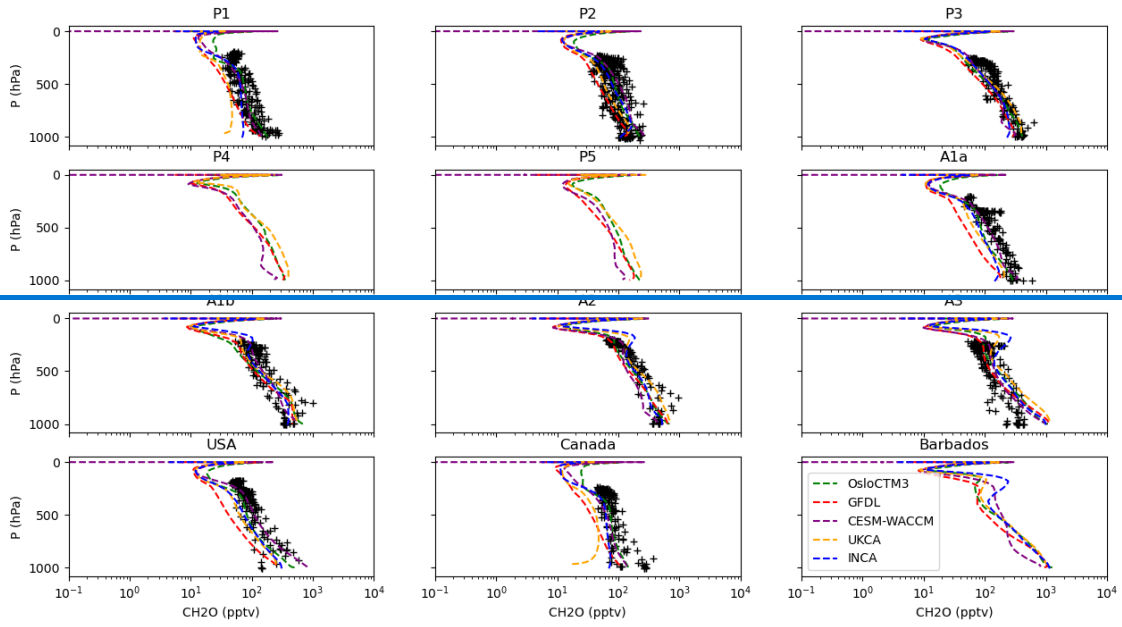 P1 P2 P3
P (hPa) 0 500 1000
P4 P5 A1a
P (hPa) 0 500 1000
A1b A2 A3
P (hPa) 0 500 1000
USA Canada Barbados
P (hPa) 0 500 1000
OsloCTM3
GFDL
CESM-WACCM
UKCA
INCA
10⁻¹ 10⁰ 10¹ 10² 10³ 10⁴ 10⁻¹ 10⁰ 10¹ 10² 10³ 10⁴ 10⁻¹ 10⁰ 10¹ 10² 10³ 10⁴
CH2O (pptv) CH2O (pptv) CH2O (pptv)